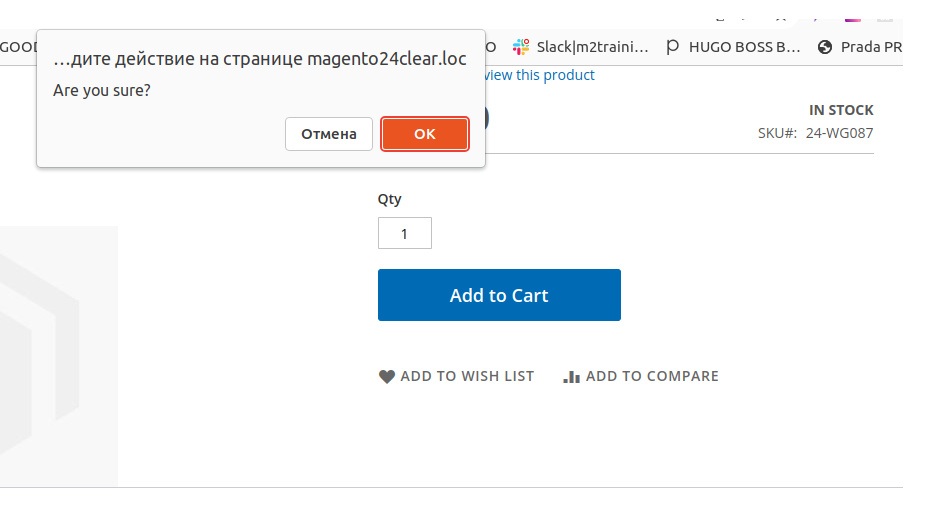 GOOD
O Slack|m2traini... HUGO BOSS B... Prada PR
...дите действие на странице magento24clear.loc
Are you sure?
Отмена OK
view this product
IN STOCK
SKU#: 24-WG087
Qty
1
Add to Cart
ADD TO WISH LIST ADD TO COMPARE